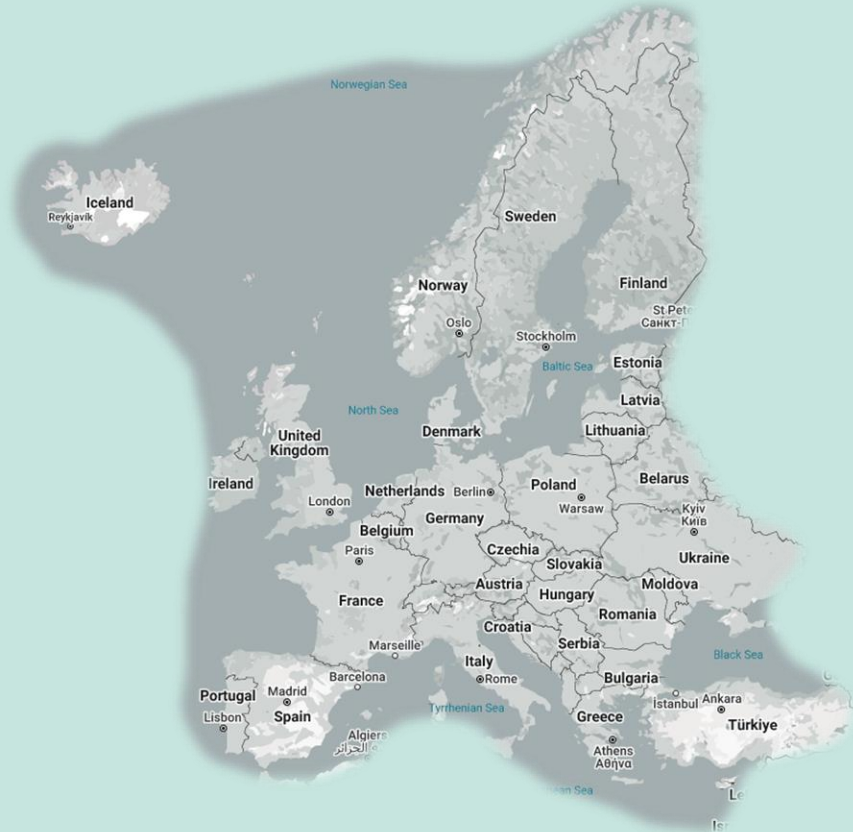 Norwegian Sea
Iceland
Reykjavík
Sweden
Norway
Finland
St Pete
Санкт-П
Oslo
Stockholm
Estonia
Baltic Sea
Latvia
North Sea
Denmark
Lithuania
United
Kingdom
Ireland
Belarus
Netherlands
Berlin
Poland
London
Warsaw
Kyiv
Київ
Germany
Belgium
Paris
Czechia
Ukraine
Slovakia
Austria
Moldova
Hungary
France
Romania
Croatia
Marseille
Serbia
Black Sea
Italy
Barcelona
Rome
Bulgaria
Portugal
Madrid
Istanbul
Ankara
Lisbon
Spain
Tyrrhenian Sea
Greece
Türkiye
Algiers
الجزائر
Athens
Αθήνα
ean Sea
Le
Isr